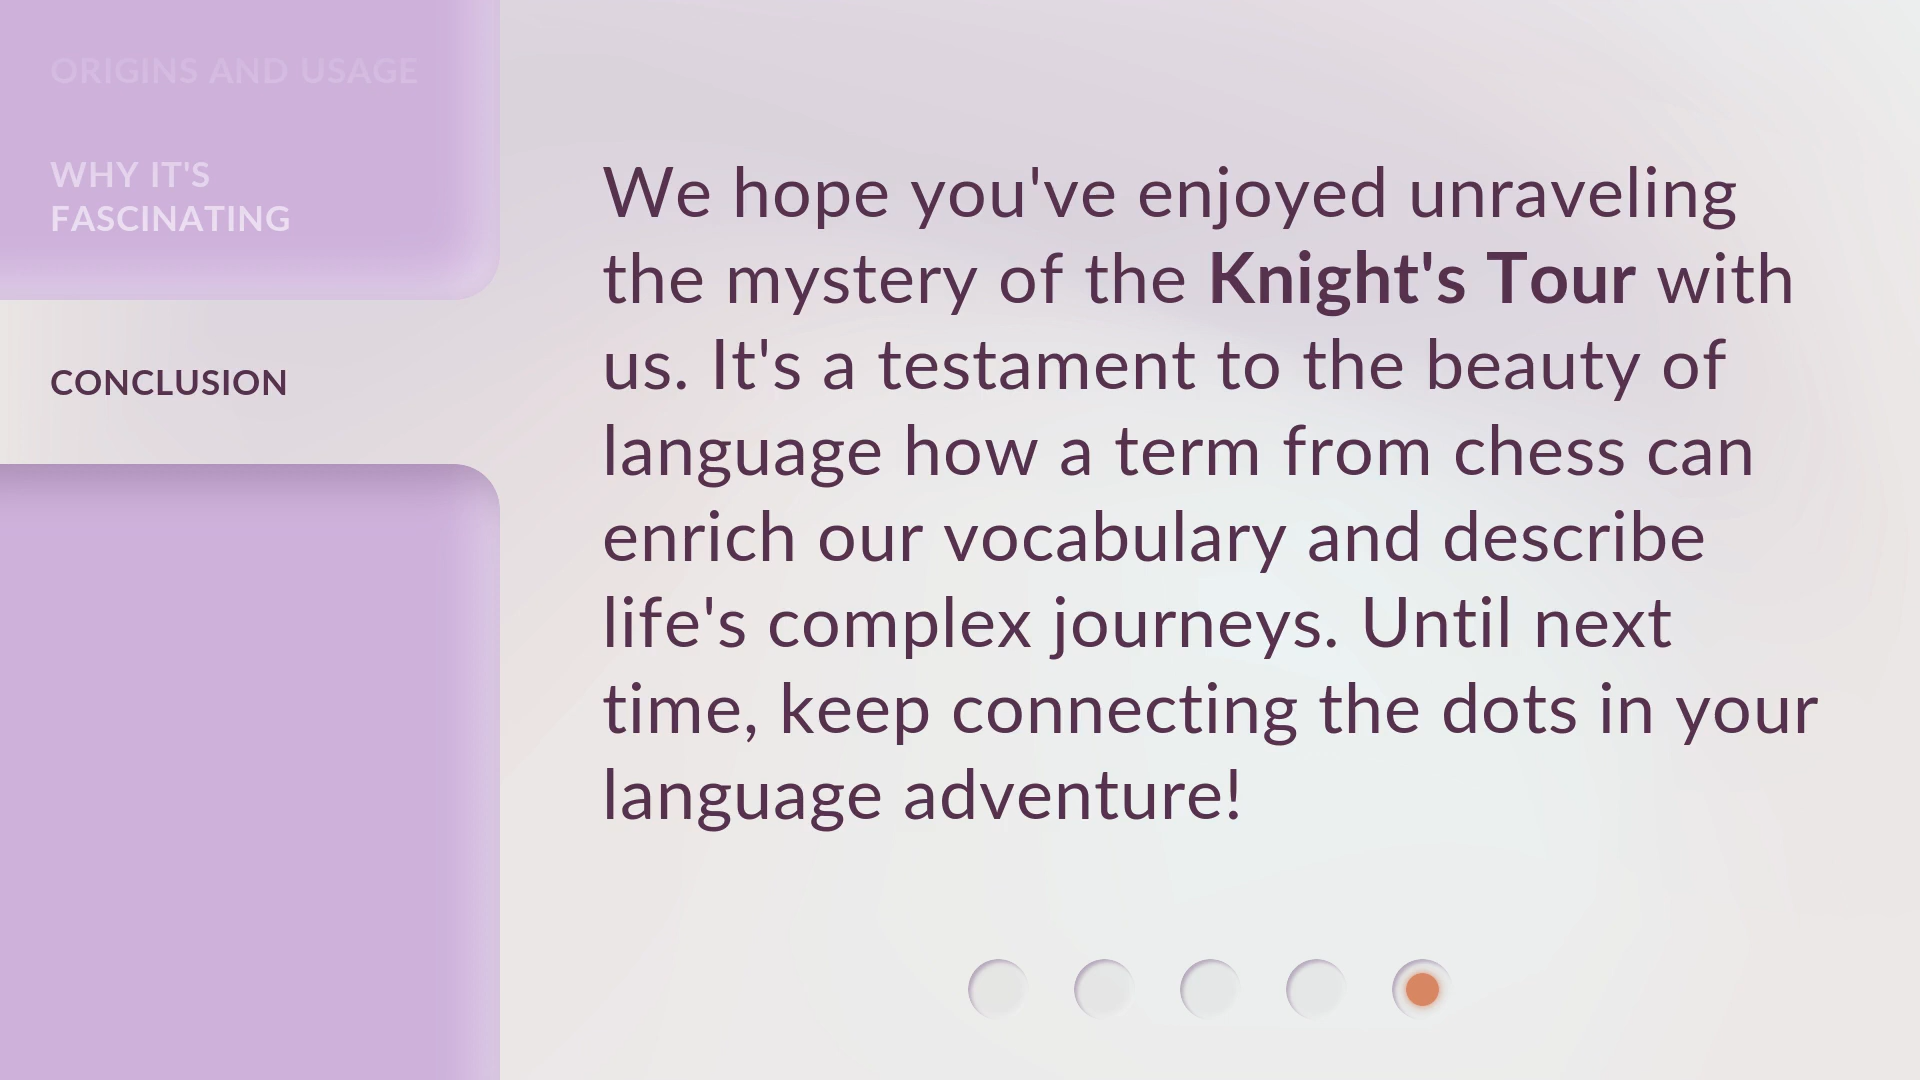 ORIGINS AND USAGE
WHY IT'S
FASCINATING
CONCLUSION
We hope you've enjoyed unraveling
the mystery of the Knight's Tour with
us. It's a testament to the beauty of
language how a term from chess can
enrich our vocabulary and describe
life's complex journeys. Until next
time, keep connecting the dots in your
language adventure!